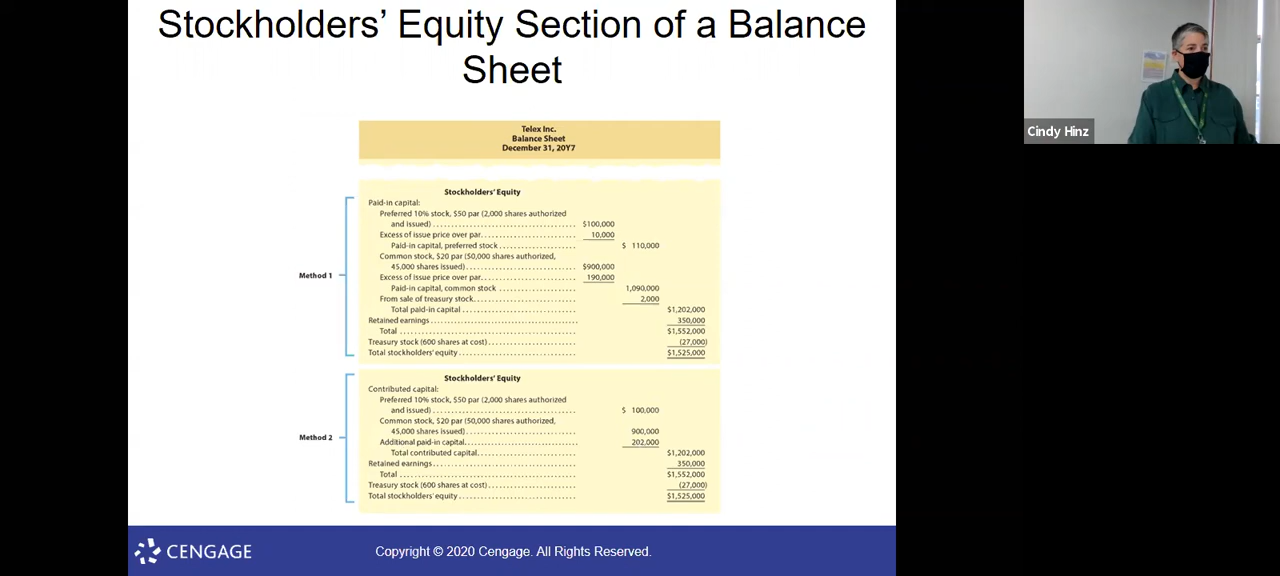 Stockholders' Equity Section of a Balance
Sheet
Cindy Hinz
Telex Inc.
Balance Sheet
December 31, 20Y7
Method 1
Stockholders' Equity
Paid-in capital:
Preferred 10% stock, $50 par (2,000 shares authorized
and issued) $100,000
Excess of issue price over par 10,000
Paid-in capital, preferred stock $ 110,000
Common stock, $20 par (50,000 shares authorized,
45,000 shares issued) $900,000
Excess of issue price over par 190,000
Paid-in capital, common stock 1,090,000
From sale of treasury stock 2,000
Total paid-in capital $1,202,000
Retained earnings 350,000
Total $1,552,000
Treasury stock (600 shares at cost) (27,000)
Total stockholders' equity $1,525,000
Method 2
Stockholders' Equity
Contributed capital:
Preferred 10% stock, $50 par (2,000 shares authorized
and issued) $ 100,000
Common stock, $20 par (50,000 shares authorized,
45,000 shares issued) 900,000
Additional paid-in capital 202,000
Total contributed capital $1,202,000
Retained earnings 350,000
Total $1,552,000
Treasury stock (600 shares at cost) (27,000)
Total stockholders' equity $1,525,000
CENGAGE
Copyright © 2020 Cengage. All Rights Reserved.